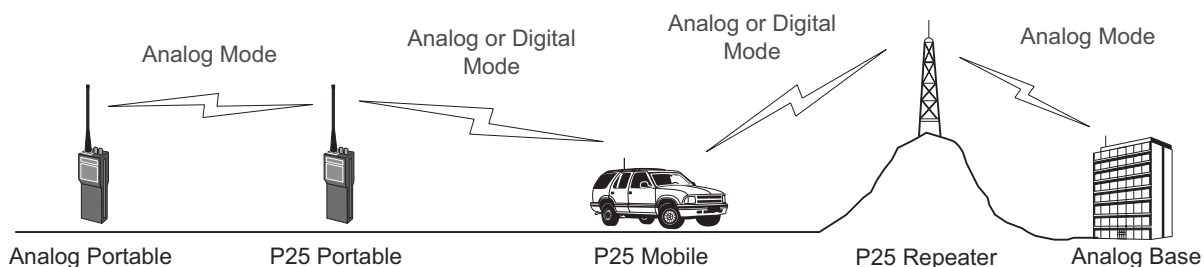 Analog Mode
Analog or Digital
Mode
Analog or Digital
Mode
Analog Mode
Analog Portable
P25 Portable
P25 Mobile
P25 Repeater
Analog Base